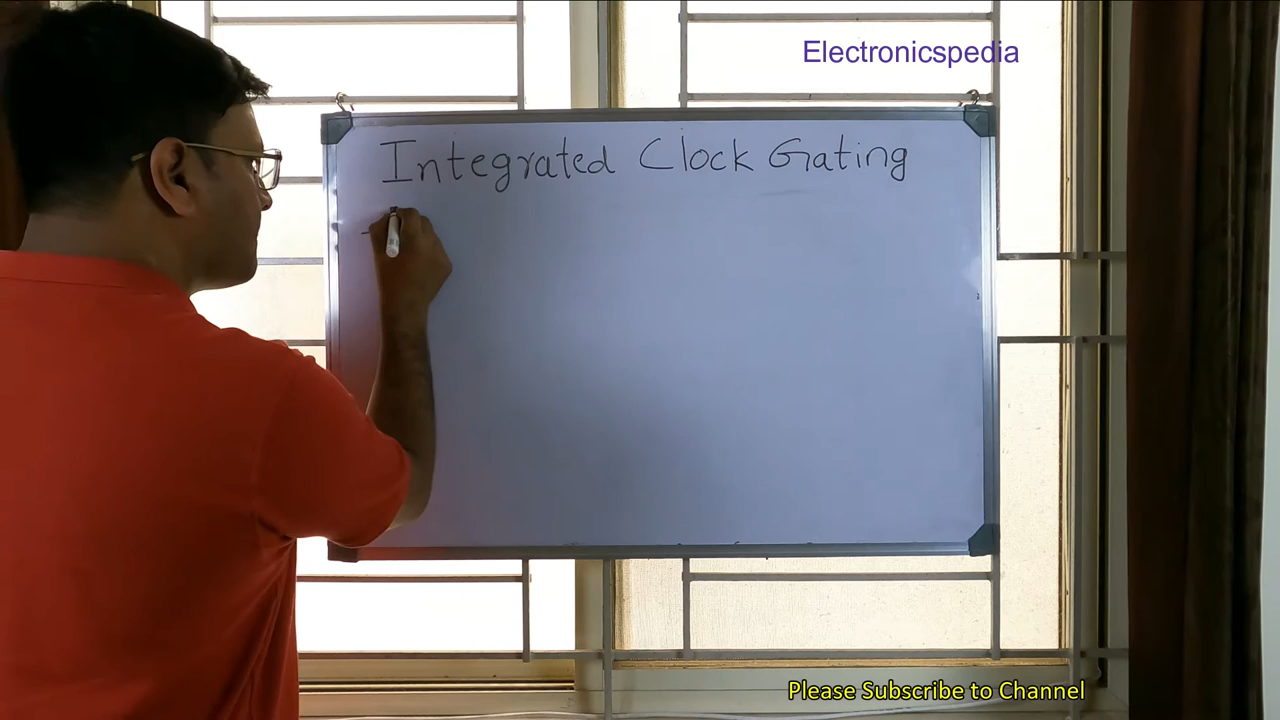 Electronicspedia
Integrated Clock Gating
Please Subscribe to Channel